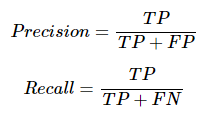 Precision = TP / (TP + FP)
Recall = TP / (TP + FN)